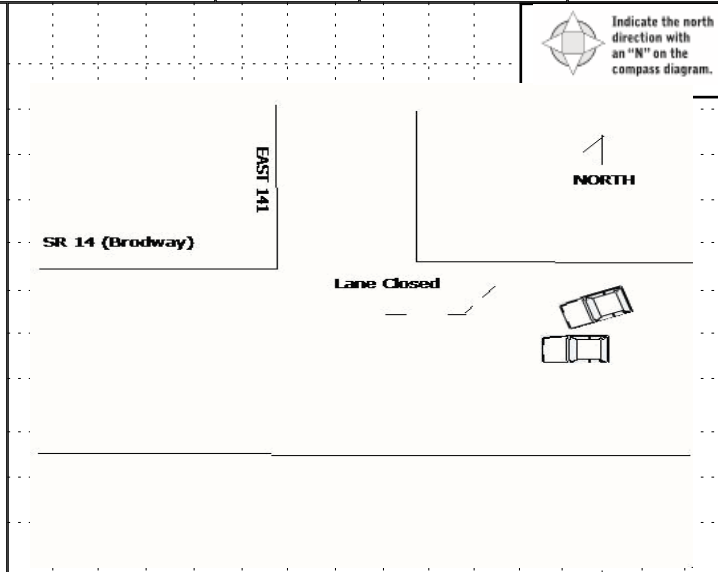 Indicate the north
direction with
an “N” on the
compass diagram.
EAST 141
NORTH
SR 14 (Brodway)
Lane Closed